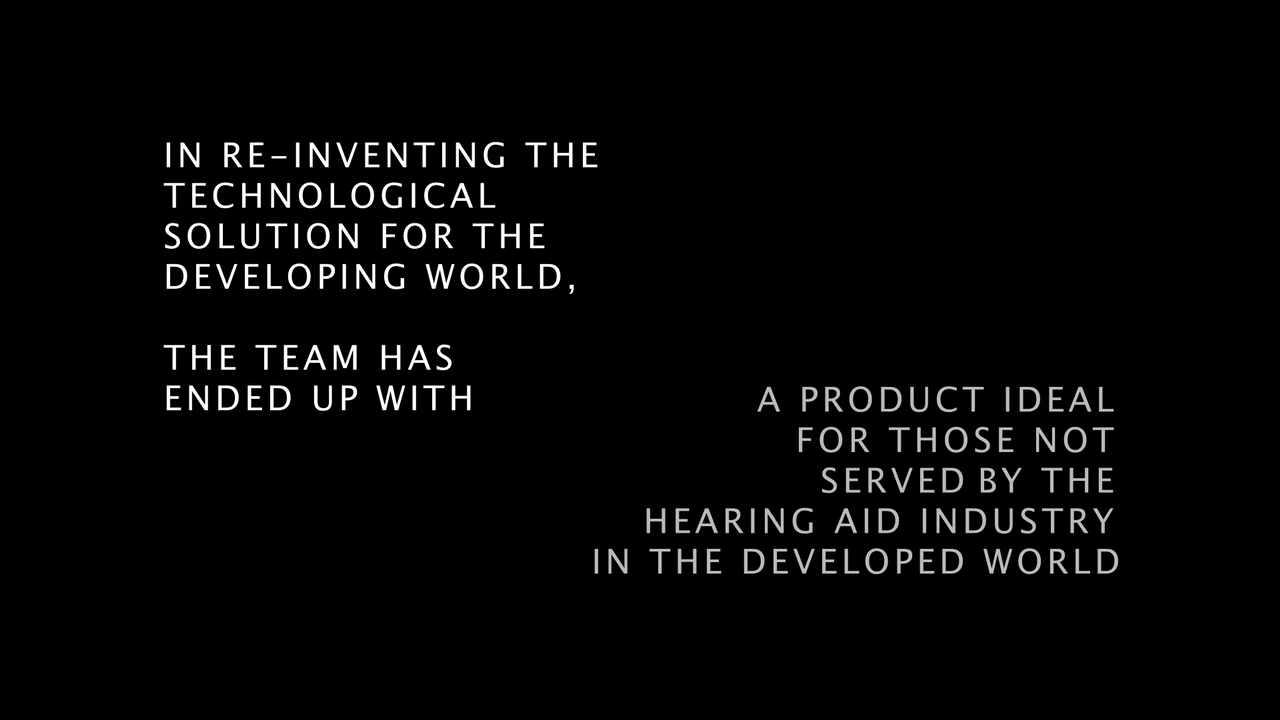 IN RE-INVENTING THE
TECHNOLOGICAL
SOLUTION FOR THE
DEVELOPING WORLD,
THE TEAM HAS
ENDED UP WITH
A PRODUCT IDEAL
FOR THOSE NOT
SERVED BY THE
HEARING AID INDUSTRY
IN THE DEVELOPED WORLD